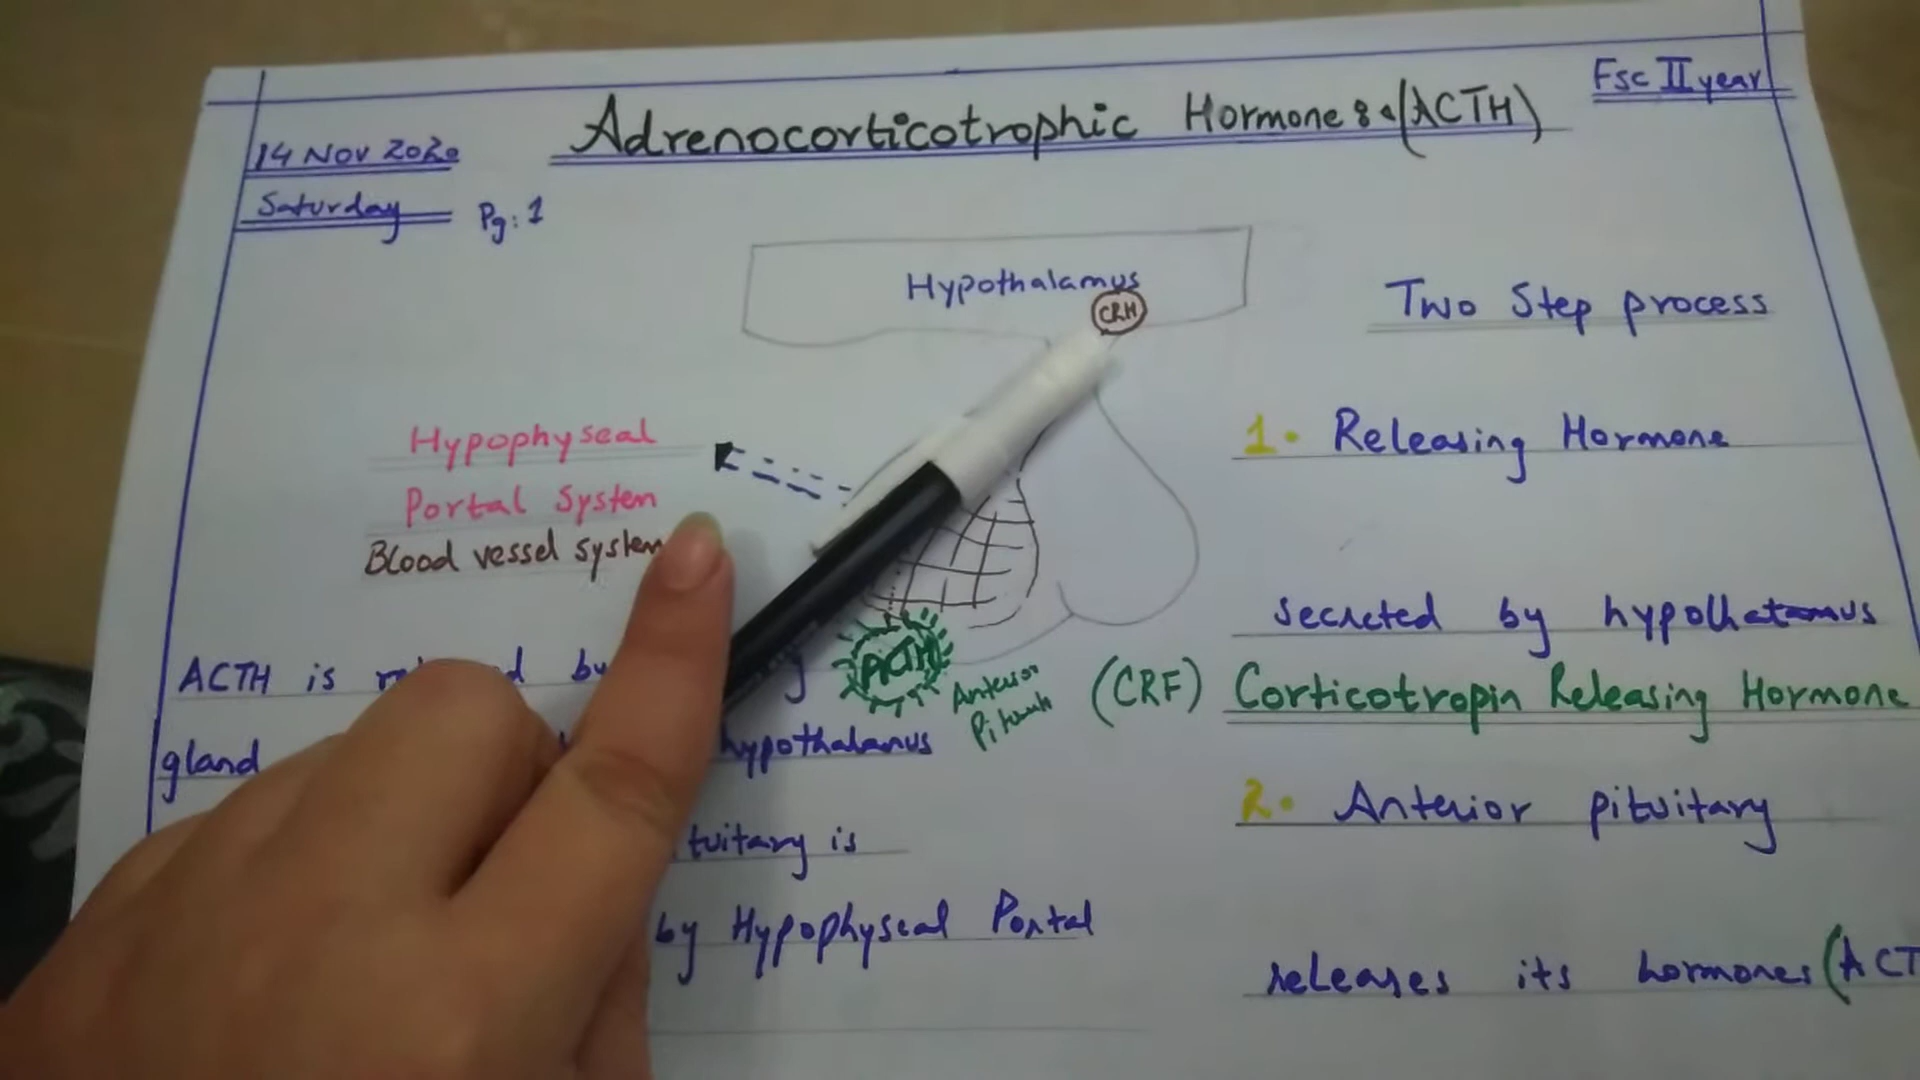 Fsc II year
Adrenocorticotrophic Hormone :- (ACTH)
14 Nov 2020
Saturday Pg: 1
Hypothalamus
CRH
Two Step process
Hypophyseal
Portal System
Blood vessel system
1. Releasing Hormone
secreted by hypothalamus
ACTH is by
ACTH
Anterior
(CRF) Corticotropin Releasing Hormone
gland hypothalamus
2. Anterior pituitary
tuitary is
by Hypophyseal Portal
releases its hormones (ACT